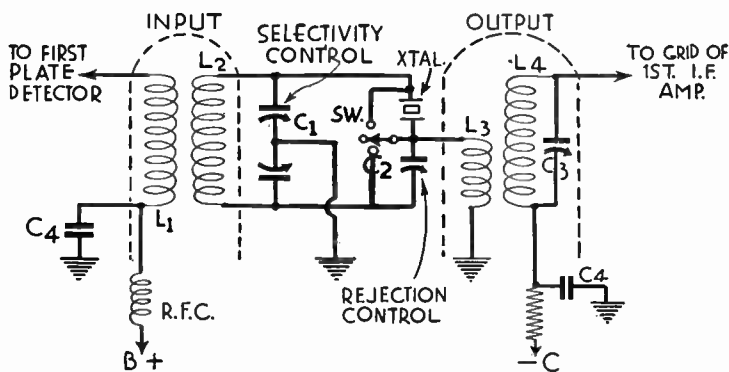 INPUT
OUTPUT
TO FIRST
PLATE
DETECTOR
L2
SELECTIVITY
CONTROL
XTAL.
L4
TO GRID OF
1ST. I.F.
AMP.
C1
SW.
L3
C2
C3
C4
L1
R.F.C.
REJECTION
CONTROL
C4
B+
-C